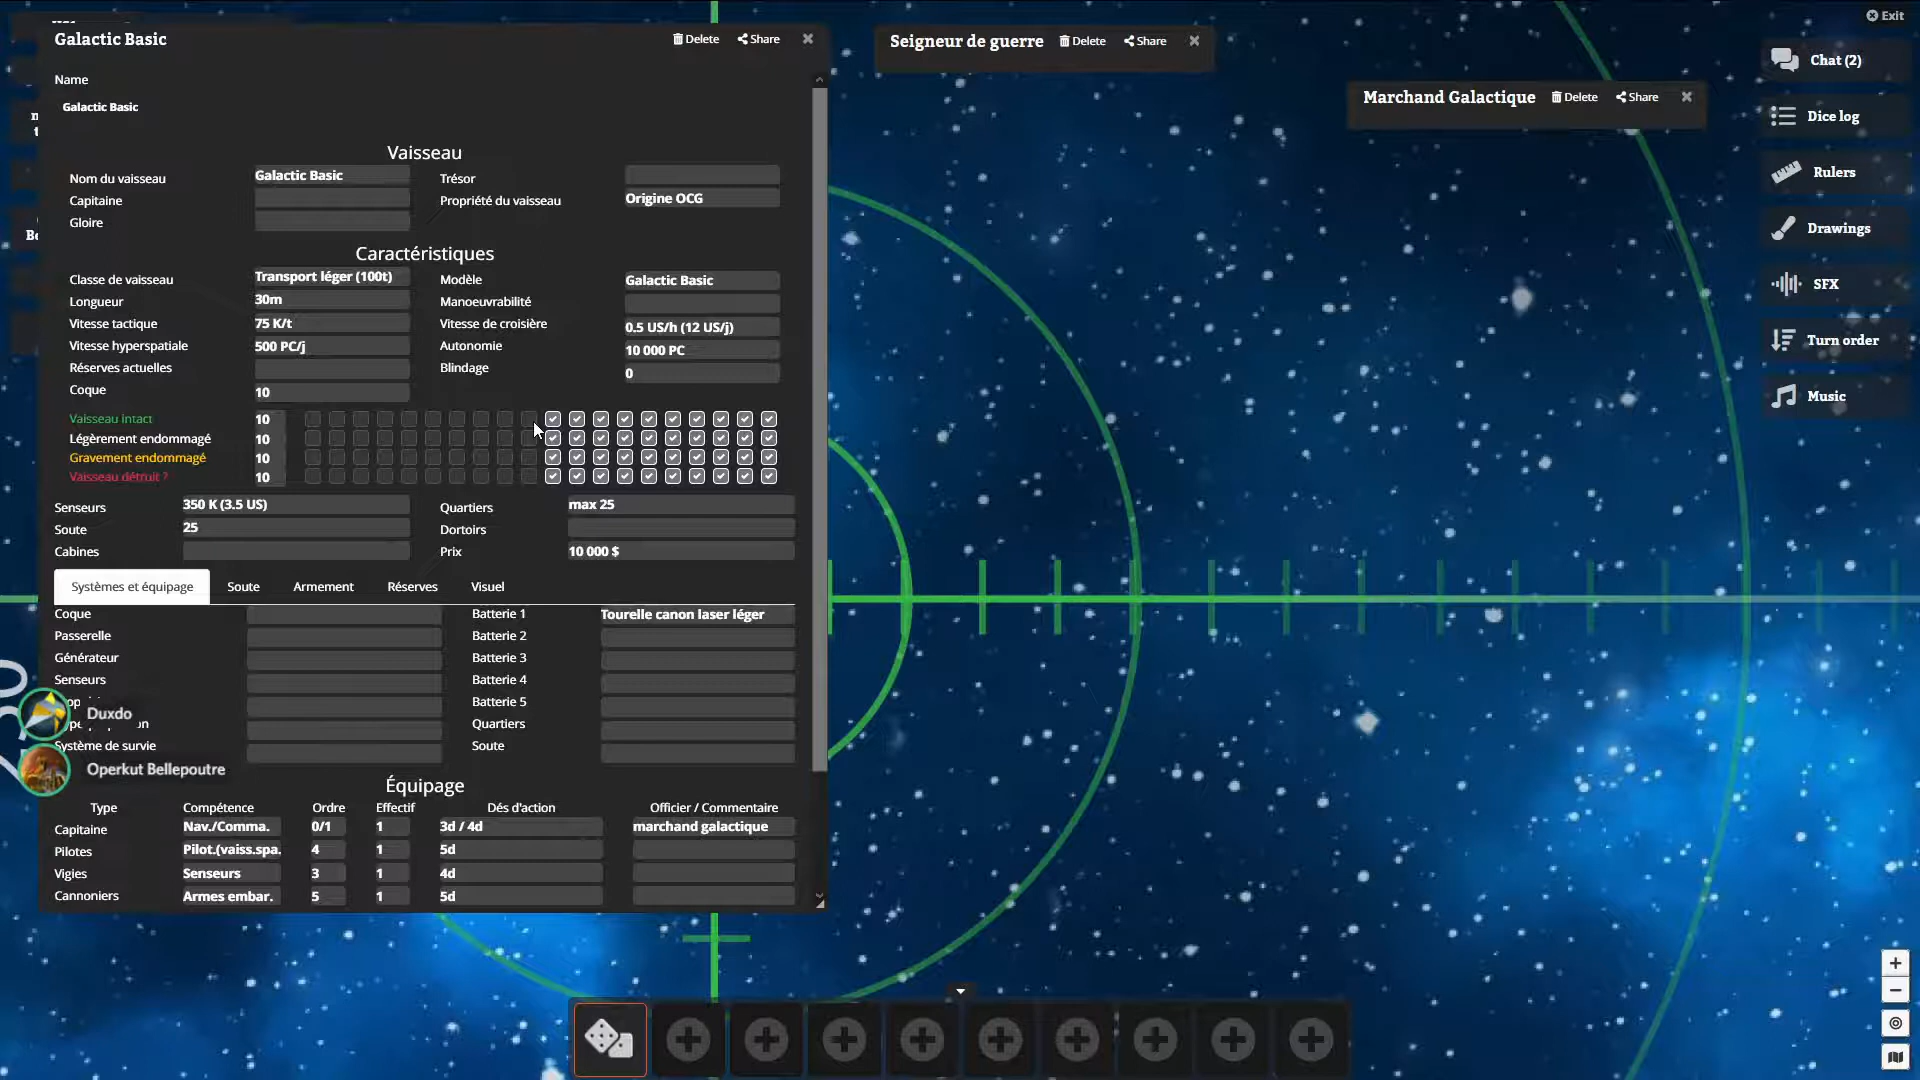 Galactic Basic
Delete
Share
Name
Galactic Basic
Vaisseau
Nom du vaisseau
Galactic Basic
Trésor
Capitaine
Propriété du vaisseau
Origine OCG
Gloire
Caractéristiques
Classe de vaisseau
Transport léger (100t)
Modèle
Galactic Basic
Longueur
30m
Manoeuvrabilité
Vitesse tactique
75 K/t
Vitesse de croisière
0.5 US/h (12 US/j)
Vitesse hyperspatiale
500 PC/j
Autonomie
10 000 PC
Réserves actuelles
Blindage
0
Coque
10
Vaisseau intact
10
Légèrement endommagé
10
Gravement endommagé
10
Vaisseau détruit ?
10
Senseurs
350 K (3.5 US)
Quartiers
max 25
Soute
25
Dortoirs
Cabines
Prix
10 000 $
Systèmes et équipage
Soute
Armement
Réserves
Visuel
Coque
Batterie 1
Tourelle canon laser léger
Passerelle
Batterie 2
Générateur
Batterie 3
Senseurs
Batterie 4
Batterie 5
Duxdo
Quartiers
Système de survie
Soute
Operkut Bellepoutre
Équipage
Type
Compétence
Ordre
Effectif
Dés d'action
Officier / Commentaire
Capitaine
Nav./Comma.
0/1
1
3d / 4d
marchand galactique
Pilotes
Pilot.(vaiss.spa.
4
1
5d
Vigies
Senseurs
3
1
4d
Cannoniers
Armes embar.
5
1
5d
Seigneur de guerre
Delete
Share
Marchand Galactique
Delete
Share
Exit
Chat (2)
Dice log
Rulers
Drawings
SFX
Turn order
Music